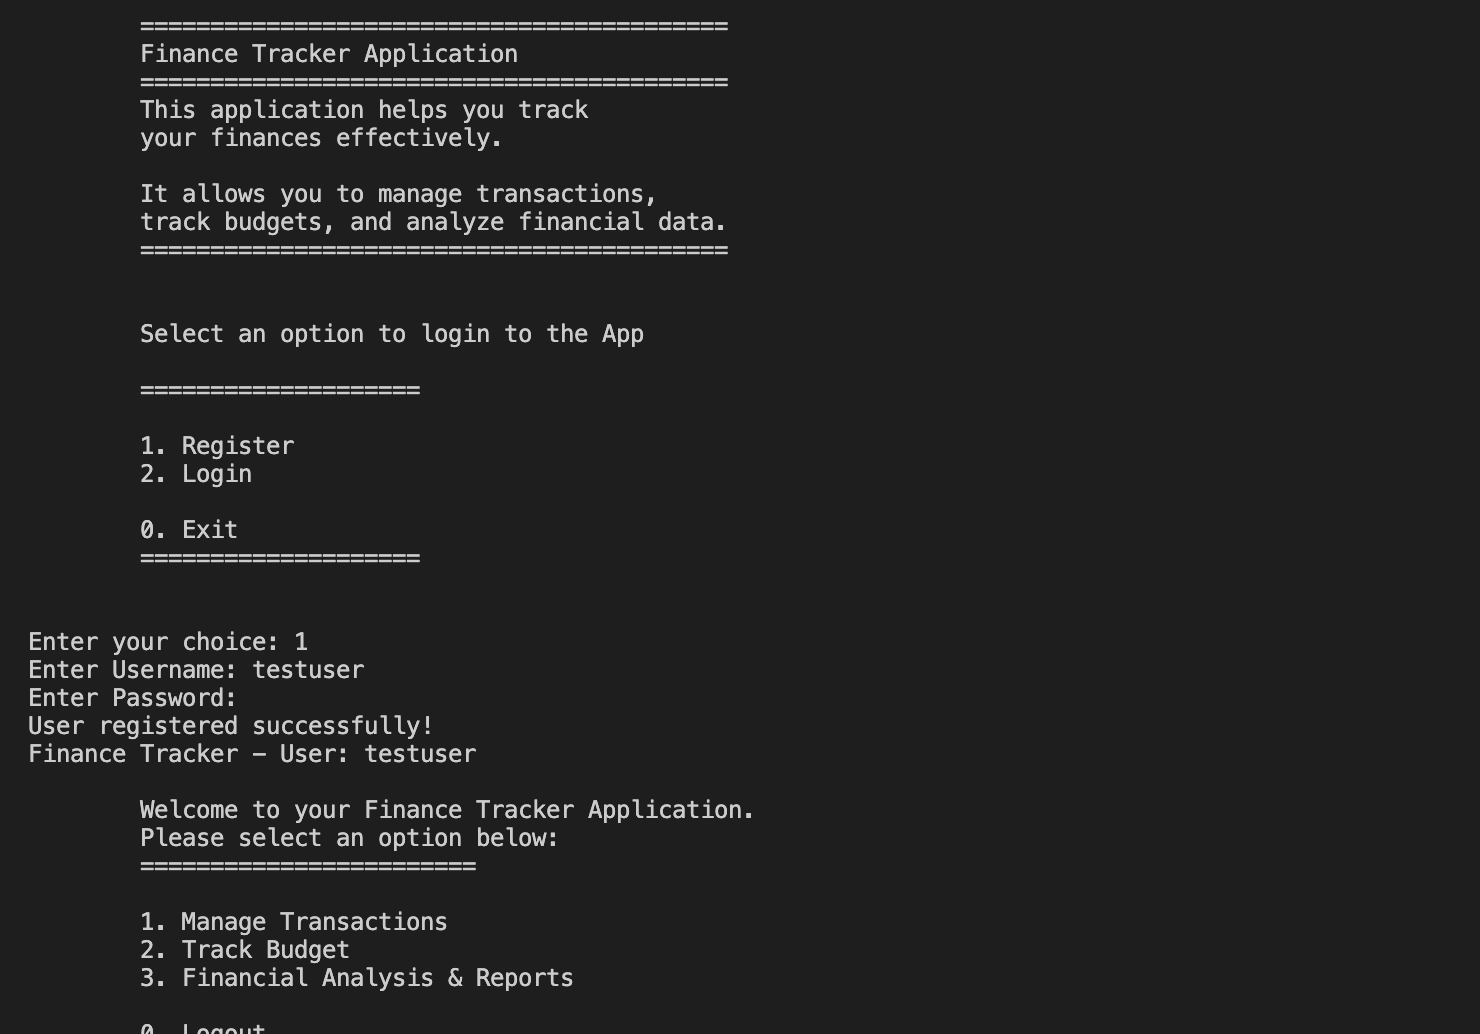 ==========================================
Finance Tracker Application
==========================================
This application helps you track
your finances effectively.
It allows you to manage transactions,
track budgets, and analyze financial data.
==========================================
Select an option to login to the App
====================
1. Register
2. Login
0. Exit
====================
Enter your choice: 1
Enter Username: testuser
Enter Password:
User registered successfully!
Finance Tracker – User: testuser
Welcome to your Finance Tracker Application.
Please select an option below:
========================
1. Manage Transactions
2. Track Budget
3. Financial Analysis & Reports
0. Logout